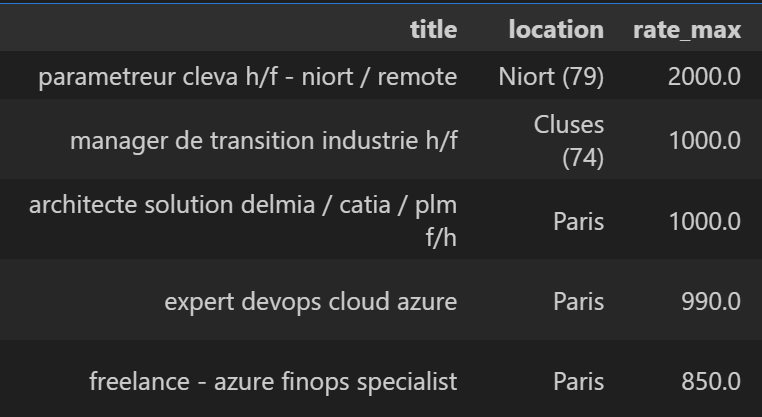 title location rate_max
parametreur cleva h/f - niort / remote Niort (79) 2000.0
manager de transition industrie h/f Cluses (74) 1000.0
architecte solution delmia / catia / plm f/h Paris 1000.0
expert devops cloud azure Paris 990.0
freelance - azure finops specialist Paris 850.0